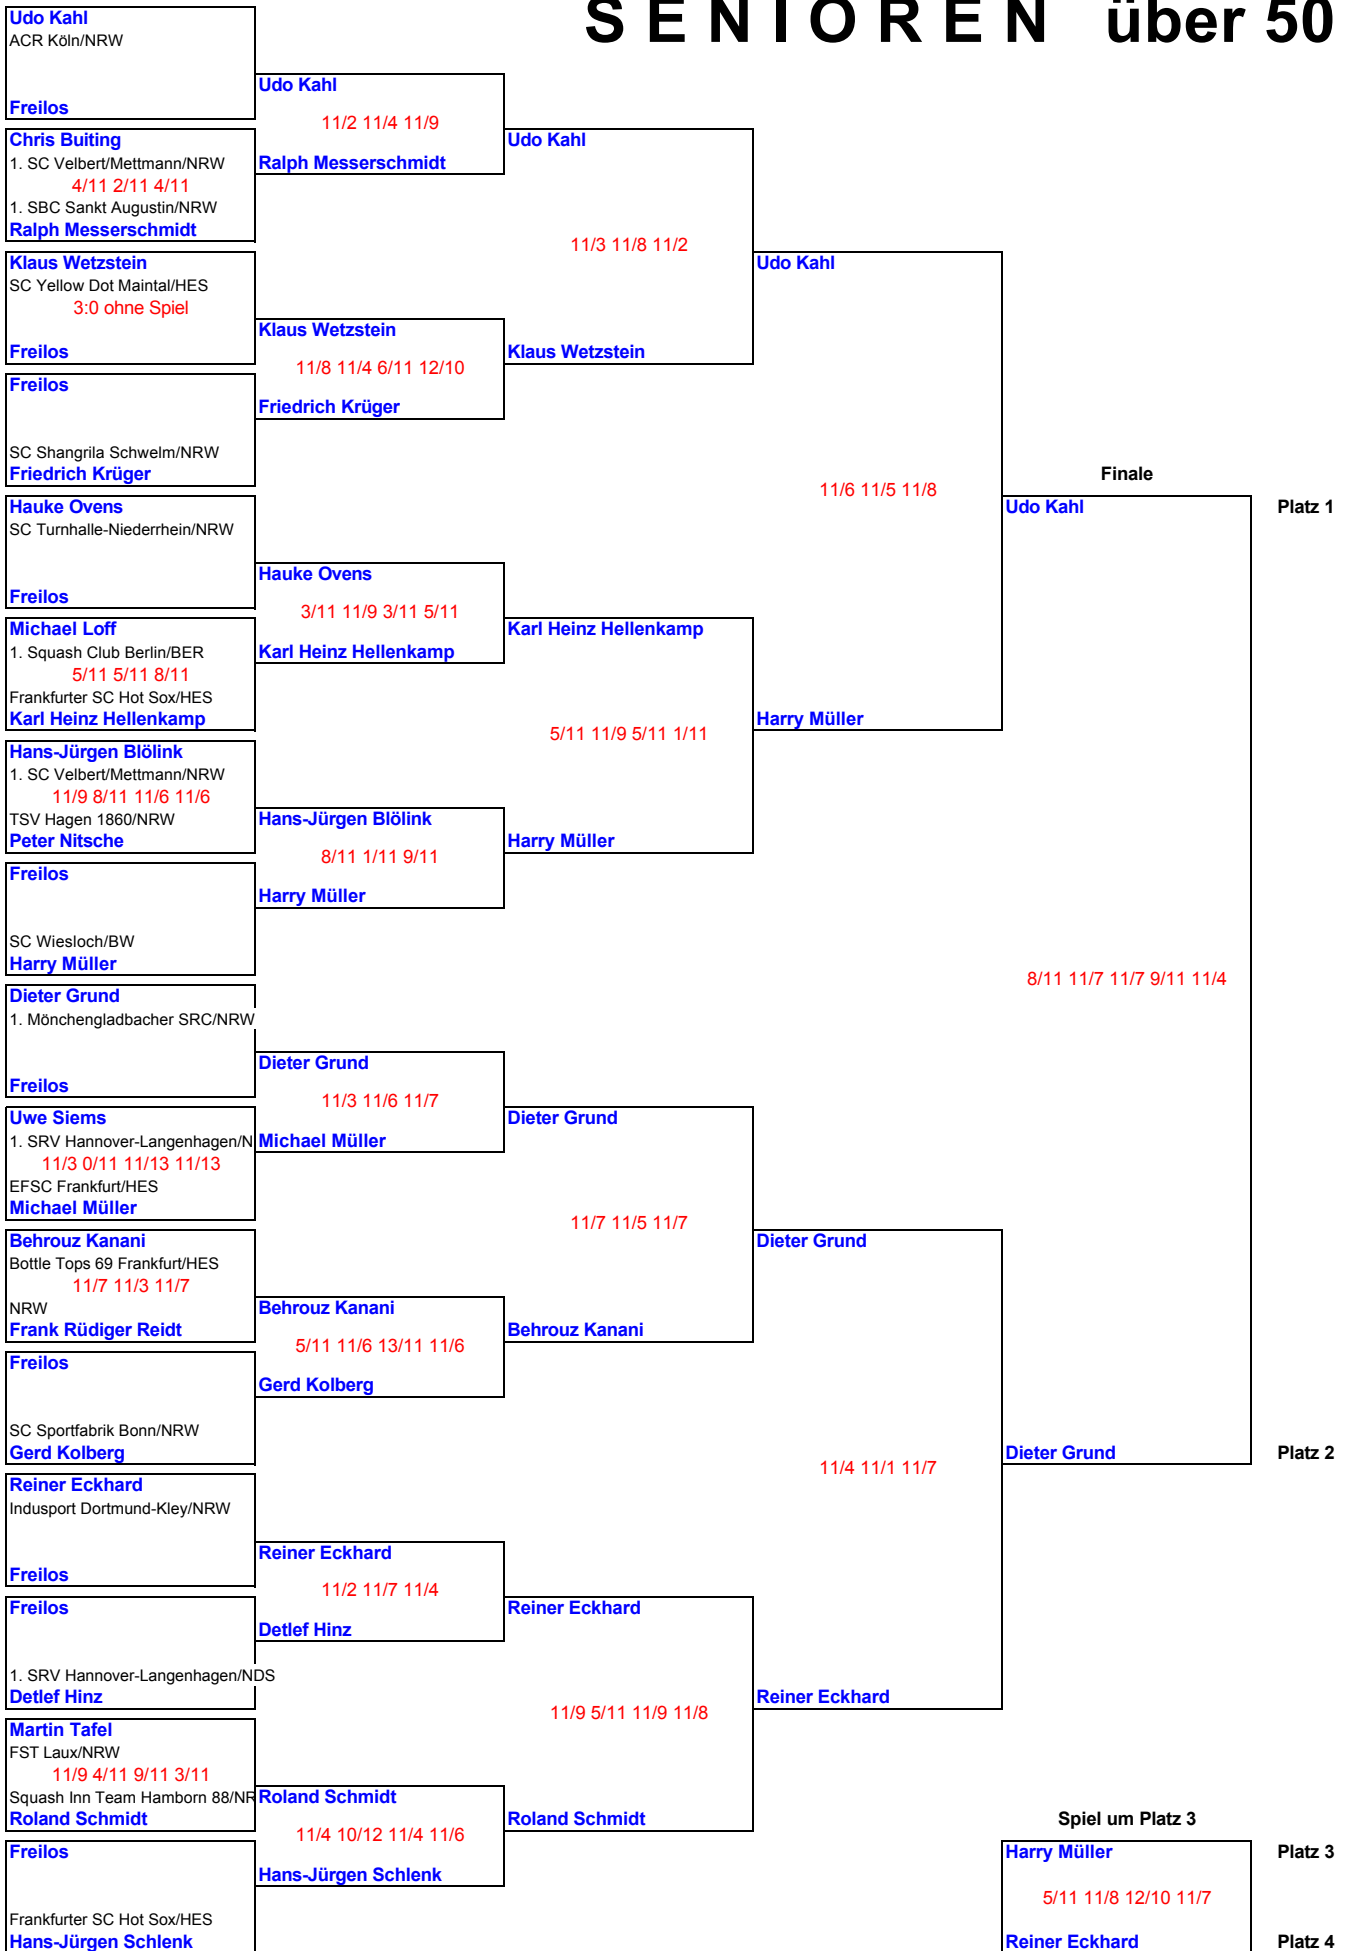 S E N I O R E N über 50
Udo Kahl
ACR Köln/NRW
Freilos
Chris Buiting
1. SC Velbert/Mettmann/NRW
4/11 2/11 4/11
1. SBC Sankt Augustin/NRW
Ralph Messerschmidt
Klaus Wetzstein
SC Yellow Dot Maintal/HES
3:0 ohne Spiel
Freilos
Freilos
SC Shangrila Schwelm/NRW
Friedrich Krüger
Hauke Ovens
SC Turnhalle-Niederrhein/NRW
Freilos
Michael Loff
1. Squash Club Berlin/BER
5/11 5/11 8/11
Frankfurter SC Hot Sox/HES
Karl Heinz Hellenkamp
Hans-Jürgen Blölink
1. SC Velbert/Mettmann/NRW
11/9 8/11 11/6 11/6
TSV Hagen 1860/NRW
Peter Nitsche
Freilos
SC Wiesloch/BW
Harry Müller
Dieter Grund
1. Mönchengladbacher SRC/NRW
Freilos
Uwe Siems
1. SRV Hannover-Langenhagen/N
11/3 0/11 11/13 11/13
EFSC Frankfurt/HES
Michael Müller
Behrouz Kanani
Bottle Tops 69 Frankfurt/HES
11/7 11/3 11/7
NRW
Frank Rüdiger Reidt
Freilos
SC Sportfabrik Bonn/NRW
Gerd Kolberg
Reiner Eckhard
Indusport Dortmund-Kley/NRW
Freilos
Freilos
1. SRV Hannover-Langenhagen/NDS
Detlef Hinz
Martin Tafel
FST Laux/NRW
11/9 4/11 9/11 3/11
Squash Inn Team Hamborn 88/NR
Roland Schmidt
Freilos
Frankfurter SC Hot Sox/HES
Hans-Jürgen Schlenk
Udo Kahl
11/2 11/4 11/9
Ralph Messerschmidt
Klaus Wetzstein
11/8 11/4 6/11 12/10
Friedrich Krüger
Hauke Ovens
3/11 11/9 3/11 5/11
Karl Heinz Hellenkamp
Hans-Jürgen Blölink
8/11 1/11 9/11
Harry Müller
Dieter Grund
11/3 11/6 11/7
Michael Müller
Behrouz Kanani
5/11 11/6 13/11 11/6
Gerd Kolberg
Reiner Eckhard
11/2 11/7 11/4
Detlef Hinz
Roland Schmidt
11/4 10/12 11/4 11/6
Hans-Jürgen Schlenk
Udo Kahl
11/3 11/8 11/2
Klaus Wetzstein
Karl Heinz Hellenkamp
5/11 11/9 5/11 1/11
Harry Müller
Dieter Grund
11/7 11/5 11/7
Behrouz Kanani
Reiner Eckhard
11/9 5/11 11/9 11/8
Roland Schmidt
Udo Kahl
11/6 11/5 11/8
Harry Müller
Dieter Grund
11/4 11/1 11/7
Reiner Eckhard
Finale
Udo Kahl Platz 1
8/11 11/7 11/7 9/11 11/4
Dieter Grund Platz 2
Spiel um Platz 3
Harry Müller Platz 3
5/11 11/8 12/10 11/7
Reiner Eckhard Platz 4